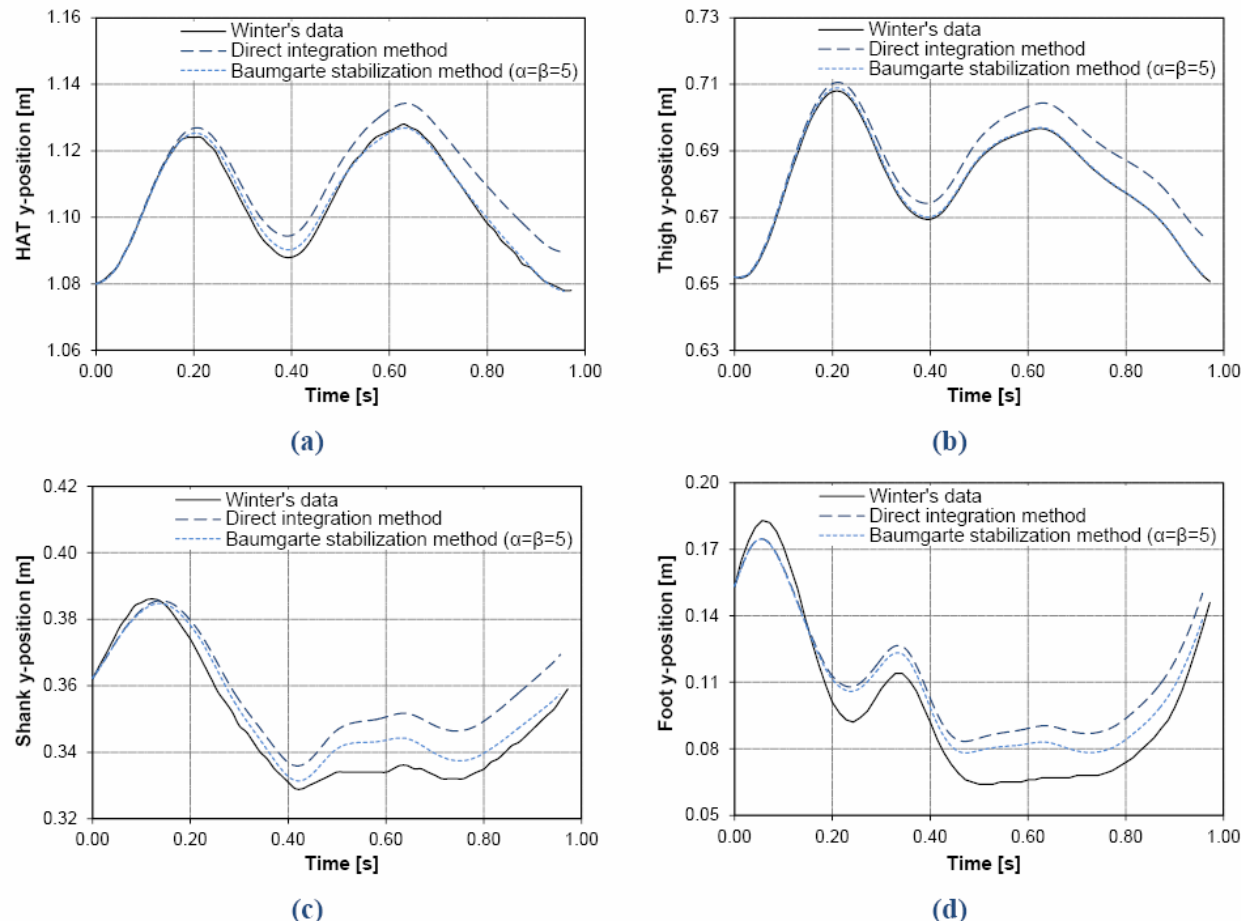 1.16
1.14
1.12
1.10
1.08
1.06
HAT y-position [m]
Winter's data
Direct integration method
Baumgarte stabilization method (α=β=5)
0.00 0.20 0.40 0.60 0.80 1.00
Time [s]
(a)
0.73
0.71
0.69
0.67
0.65
0.63
Thigh y-position [m]
Winter's data
Direct integration method
Baumgarte stabilization method (α=β=5)
0.00 0.20 0.40 0.60 0.80 1.00
Time [s]
(b)
0.42
0.40
0.38
0.36
0.34
0.32
Shank y-position [m]
Winter's data
Direct integration method
Baumgarte stabilization method (α=β=5)
0.00 0.20 0.40 0.60 0.80 1.00
Time [s]
(c)
0.20
0.17
0.14
0.11
0.08
0.05
Foot y-position [m]
Winter's data
Direct integration method
Baumgarte stabilization method (α=β=5)
0.00 0.20 0.40 0.60 0.80 1.00
Time [s]
(d)